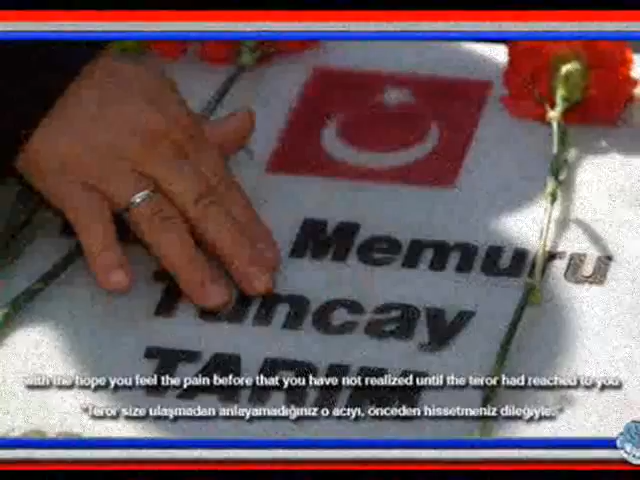 Memuru
Tuncay
TARIM
with the hope you feel the pain before that you have not realized until the teror had reached to you
"Teror size ulaşmadan anlayamadığınız o acıyı, önceden hissetmeniz dileğiyle."